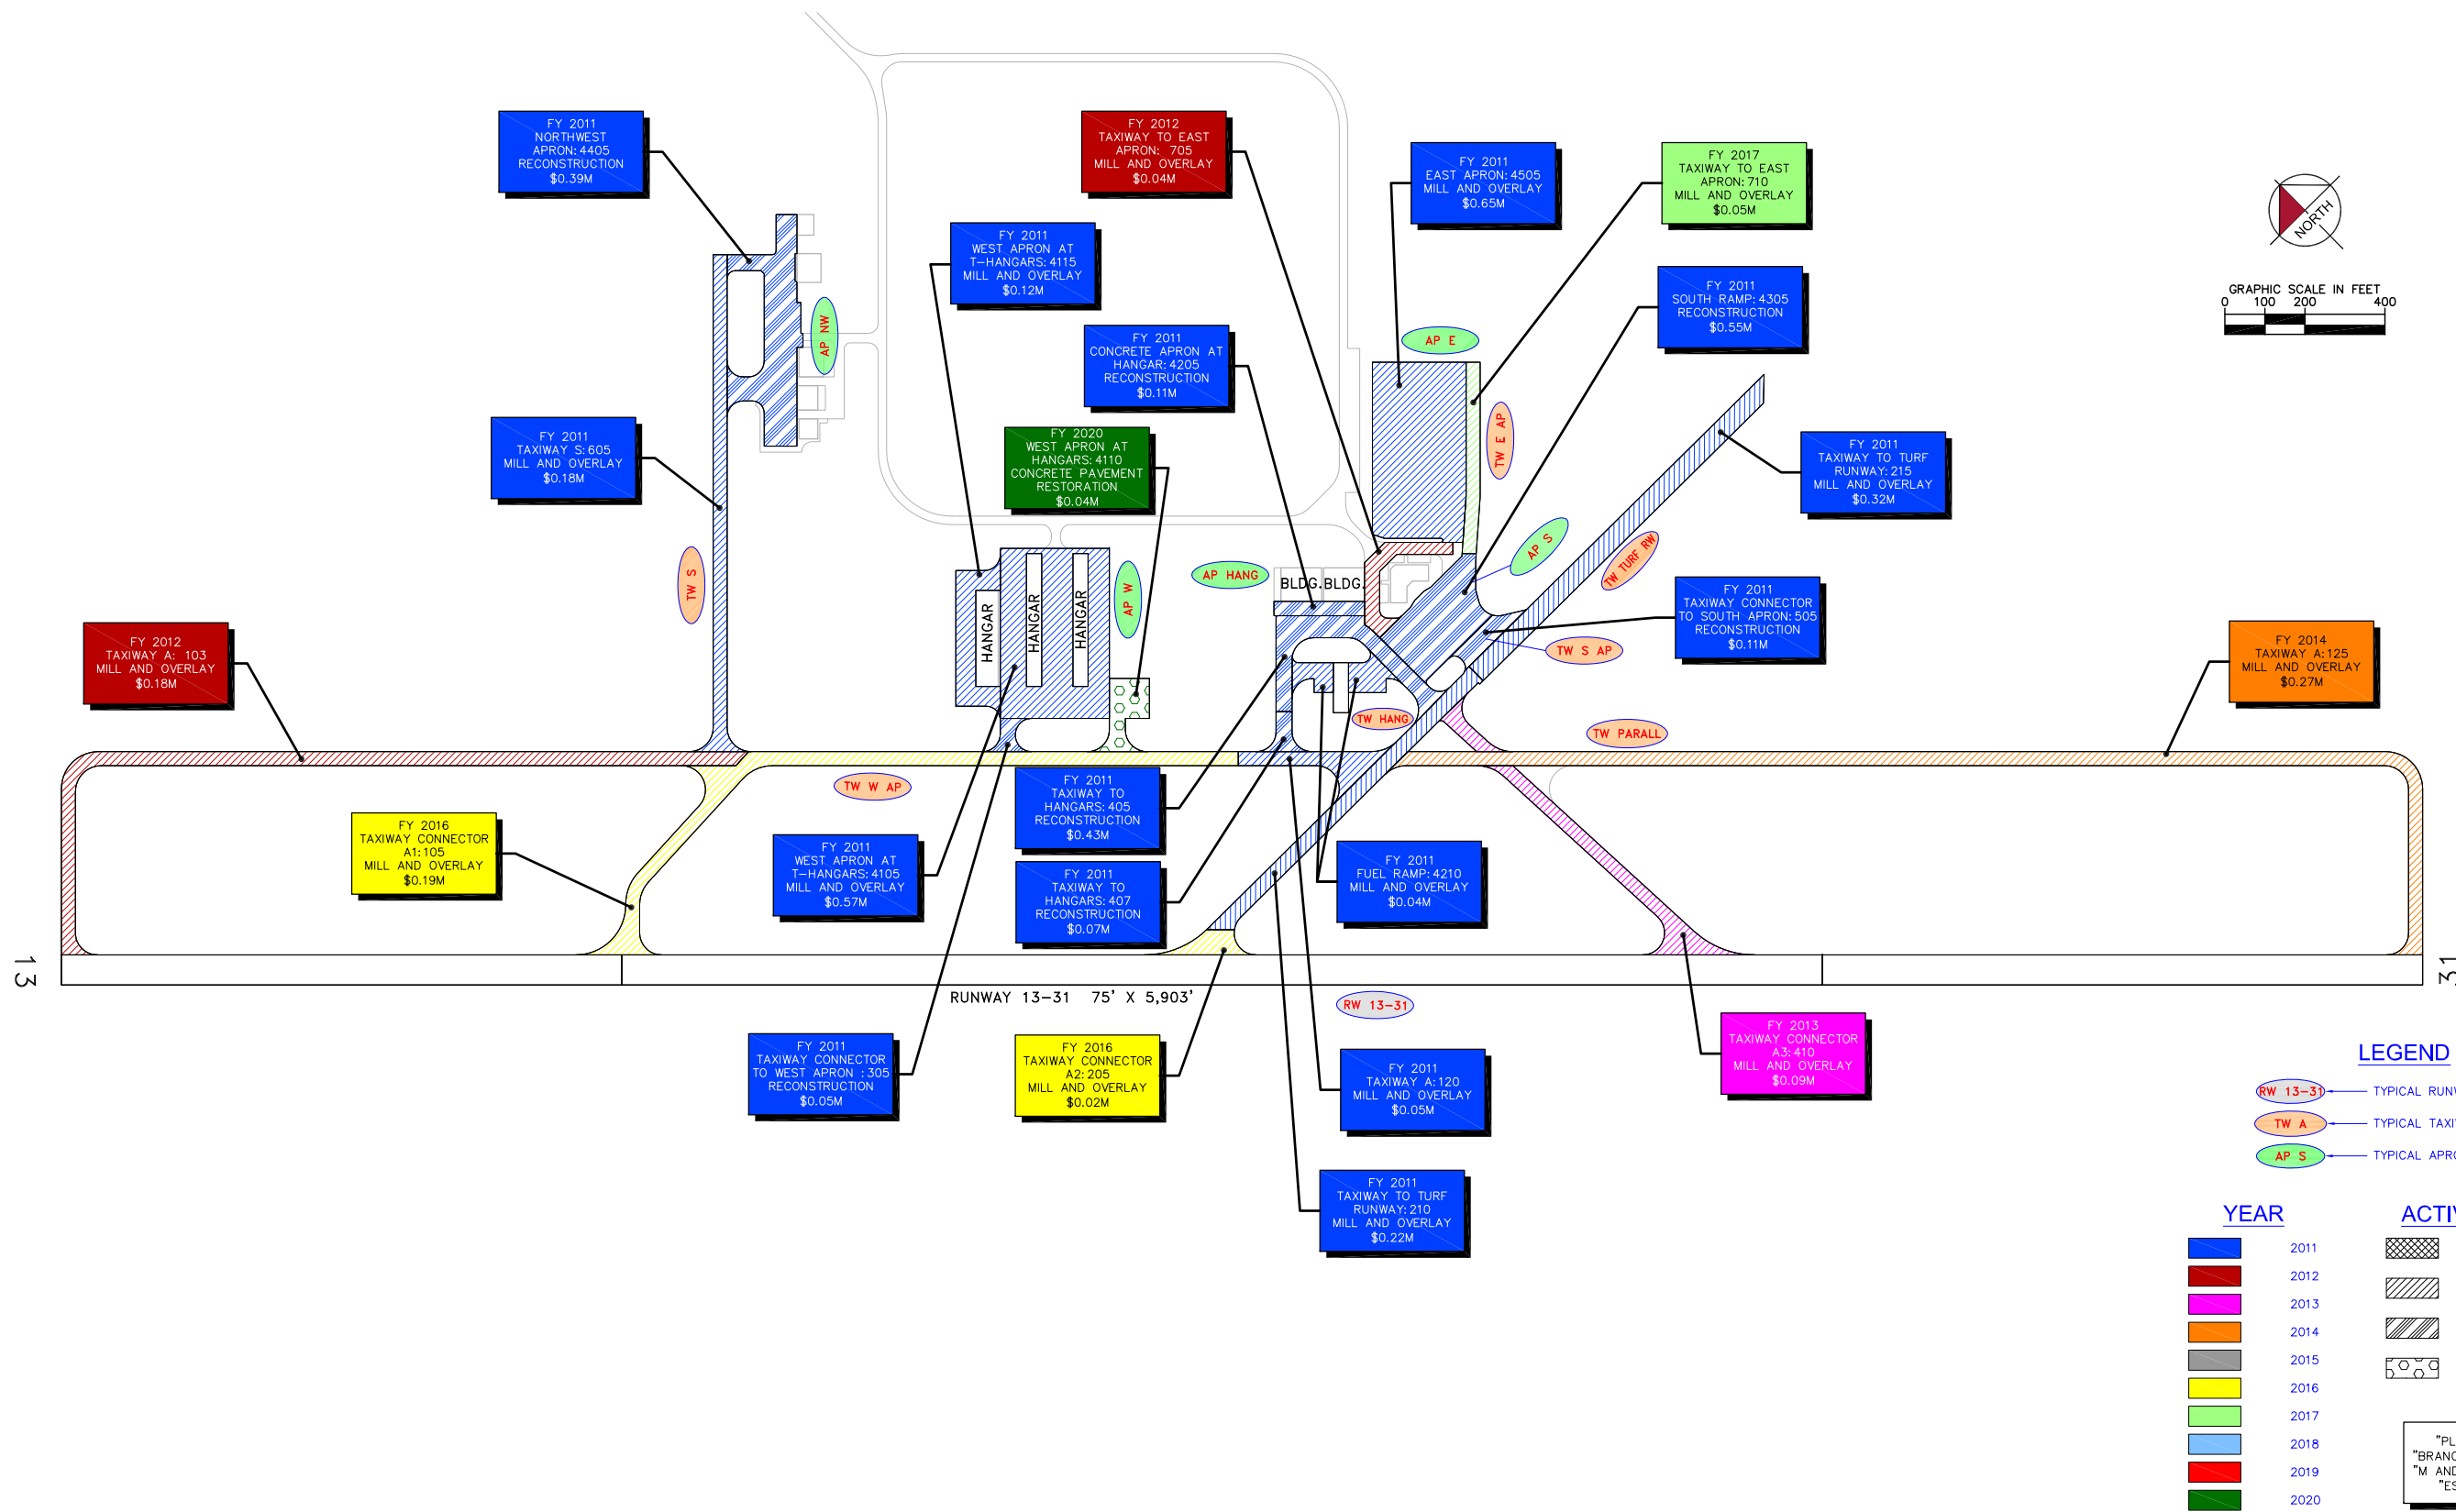 FY 2011
NORTHWEST
APRON: 4405
RECONSTRUCTION
$0.39M
FY 2012
TAXIWAY TO EAST
APRON: 705
MILL AND OVERLAY
$0.04M
FY 2011
EAST APRON: 4505
MILL AND OVERLAY
$0.65M
FY 2017
TAXIWAY TO EAST
APRON: 710
MILL AND OVERLAY
$0.05M
NORTH
FY 2011
WEST APRON AT
T-HANGARS: 4115
MILL AND OVERLAY
$0.12M
FY 2011
SOUTH RAMP: 4305
RECONSTRUCTION
$0.55M
GRAPHIC SCALE IN FEET
0 100 200 400
AP NW
FY 2011
CONCRETE APRON AT
HANGAR: 4205
RECONSTRUCTION
$0.11M
AP E
FY 2011
TAXIWAY S: 605
MILL AND OVERLAY
$0.18M
FY 2020
WEST APRON AT
HANGARS: 4110
CONCRETE PAVEMENT
RESTORATION
$0.04M
TW E AP
FY 2011
TAXIWAY TO TURF
RUNWAY: 215
MILL AND OVERLAY
$0.32M
AP S
TW TURF RW
TW S
AP W
AP HANG
BLDG. BLDG.
HANGAR
HANGAR
HANGAR
FY 2011
TAXIWAY CONNECTOR
TO SOUTH APRON: 505
RECONSTRUCTION
$0.11M
TW S AP
FY 2012
TAXIWAY A: 103
MILL AND OVERLAY
$0.18M
FY 2014
TAXIWAY A: 125
MILL AND OVERLAY
$0.27M
TW HANG
TW PARALL
TW W AP
FY 2011
TAXIWAY TO
HANGARS: 405
RECONSTRUCTION
$0.43M
FY 2016
TAXIWAY CONNECTOR
A1: 105
MILL AND OVERLAY
$0.19M
FY 2011
WEST APRON AT
T-HANGARS: 4105
MILL AND OVERLAY
$0.57M
FY 2011
TAXIWAY TO
HANGARS: 407
RECONSTRUCTION
$0.07M
FY 2011
FUEL RAMP: 4210
MILL AND OVERLAY
$0.04M
13
31
RUNWAY 13-31 75' X 5,903'
RW 13-31
FY 2011
TAXIWAY CONNECTOR
TO WEST APRON : 305
RECONSTRUCTION
$0.05M
FY 2016
TAXIWAY CONNECTOR
A2: 205
MILL AND OVERLAY
$0.02M
FY 2011
TAXIWAY A: 120
MILL AND OVERLAY
$0.05M
FY 2013
TAXIWAY CONNECTOR
A3: 410
MILL AND OVERLAY
$0.09M
FY 2011
TAXIWAY TO TURF
RUNWAY: 210
MILL AND OVERLAY
$0.22M
LEGEND
RW 13-31 TYPICAL
TW A TYPICAL
AP S TYPICAL
YEAR
2011
2012
2013
2014
2015
2016
2017
2018
2019
2020
"M